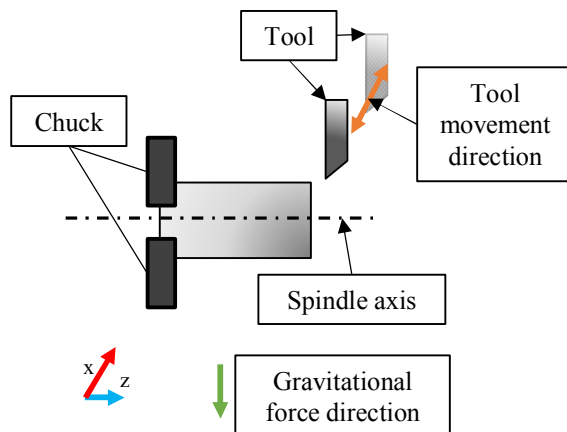 Tool
Chuck
Tool
movement
direction
Spindle axis
x
z
Gravitational
force direction